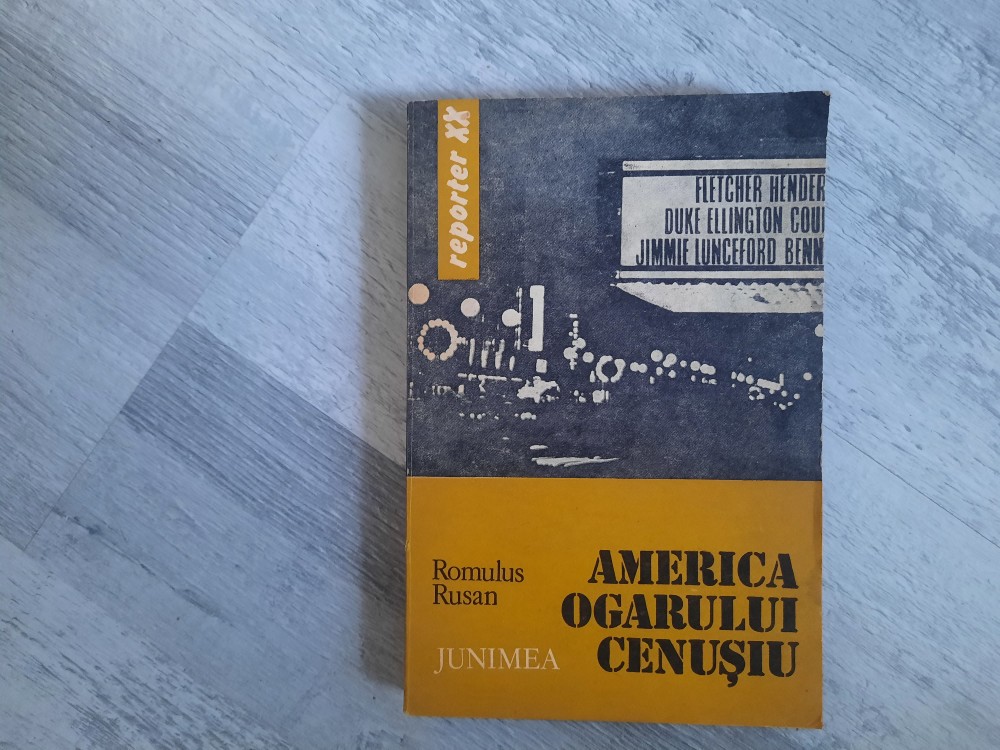 reporter XX
FLETCHER HENDER
DUKE ELLINGTON COU
JIMMIE LUNCEFORD BENN
Romulus
Rusan
AMERICA
OGARULUI
CENUȘIU
JUNIMEA